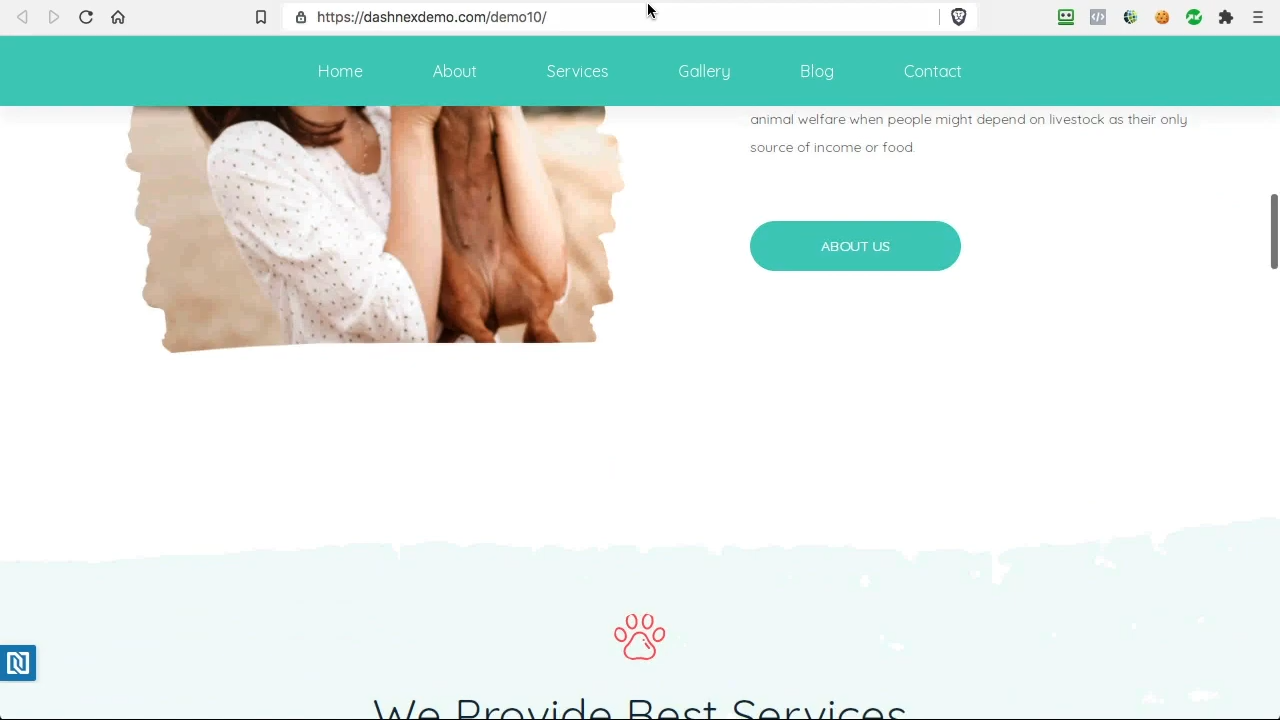 https://dashnexdemo.com/demo10/
Home About Services Gallery Blog Contact
animal welfare when people might depend on livestock as their only
source of income or food.
ABOUT US
We Provide Best Services